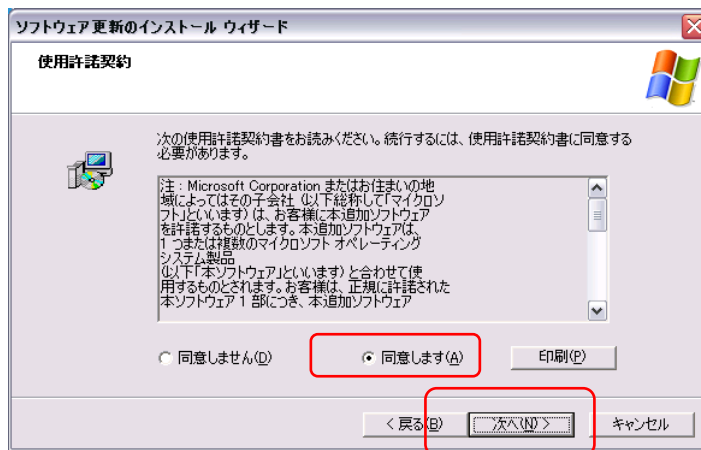 ソフトウェア更新のインストール ウィザード
使用許諾契約
次の使用許諾契約書をお読みください。続行するには、使用許諾契約書に同意する
必要があります。
注 : Microsoft Corporation またはお住まいの地
域によってはその子会社 (以下総称して「マイクロソ
フト」といいます) は、お客様に本追加ソフトウェア
を許諾するものとします。本追加ソフトウェアは、
1 つまたは複数のマイクロソフト オペレーティング
システム製品
(以下「本ソフトウェア」といいます) と合わせて使
用するものとされます。お客様は、正規に許諾された
本ソフトウェア 1 部につき、本追加ソフトウェア
同意しません(D)
同意します(A)
印刷(P)
< 戻る(B)
次へ(N) >
キャンセル